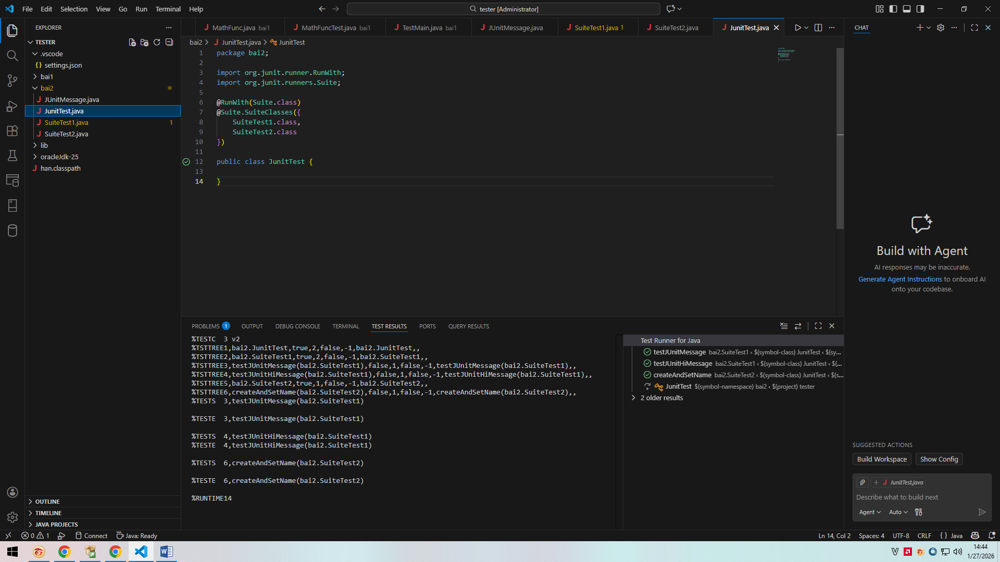 File Edit Selection View Go Run Terminal Help
tester [Administrator]
EXPLORER
TESTER
.vscode
{} settings.json
bai1
bai2
JUnitMessage.java
JunitTest.java
SuiteTest1.java 1
SuiteTest2.java
lib
oracleJdk-25
han.classpath
OUTLINE
TIMELINE
JAVA PROJECTS
MathFunc.java bai1
MathFuncTest.java bai1
TestMain.java bai1
JUnitMessage.java
SuiteTest1.java 1
SuiteTest2.java
JunitTest.java
bai2 > JunitTest.java > JunitTest
1 package bai2;
2
3 import org.junit.runner.RunWith;
4 import org.junit.runners.Suite;
5
6 @RunWith(Suite.class)
7 @Suite.SuiteClasses({
8 SuiteTest1.class,
9 SuiteTest2.class
10 })
11
12 public class JunitTest {
13
14 }
PROBLEMS 1 OUTPUT DEBUG CONSOLE TERMINAL TEST RESULTS PORTS QUERY RESULTS
%TESTC 3 v2
%TSTTREE1,bai2.JunitTest,true,2,false,-1,bai2.JunitTest,,
%TSTTREE2,bai2.SuiteTest1,true,2,false,-1,bai2.SuiteTest1,,
%TSTTREE3,testJUnitMessage(bai2.SuiteTest1),false,1,false,-1,testJUnitMessage(bai2.SuiteTest1),,
%TSTTREE4,testJUnitHiMessage(bai2.SuiteTest1),false,1,false,-1,testJUnitHiMessage(bai2.SuiteTest1),,
%TSTTREE5,bai2.SuiteTest2,true,1,false,-1,bai2.SuiteTest2,,
%TSTTREE6,createAndSetName(bai2.SuiteTest2),false,1,false,-1,createAndSetName(bai2.SuiteTest2),,
%TESTS 3,testJUnitMessage(bai2.SuiteTest1)
%TESTE 3,testJUnitMessage(bai2.SuiteTest1)
%TESTS 4,testJUnitHiMessage(bai2.SuiteTest1)
%TESTE 4,testJUnitHiMessage(bai2.SuiteTest1)
%TESTS 6,createAndSetName(bai2.SuiteTest2)
%TESTE 6,createAndSetName(bai2.SuiteTest2)
%RUNTIME14
Test Runner for Java
testJUnitMessage bai2.SuiteTest1 ‹ $(symbol-class) JunitTest ‹ $(sy...
testJUnitHiMessage bai2.SuiteTest1 ‹ $(symbol-class) JunitTest ‹ $(...
createAndSetName bai2.SuiteTest2 ‹ $(symbol-class) JunitTest ‹ $(s...
JunitTest $(symbol-namespace) bai2 ‹ $(project) tester
2 older results
CHAT
Build with Agent
AI responses may be inaccurate.
Generate Agent Instructions to onboard AI
onto your codebase.
SUGGESTED ACTIONS
Build Workspace Show Config
+ JunitTest.java
Describe what to build next
Agent Auto
0 1 Connect Java: Ready
Ln 14, Col 2 Spaces: 4 UTF-8 CRLF {} Java
V
14:44
1/27/2026